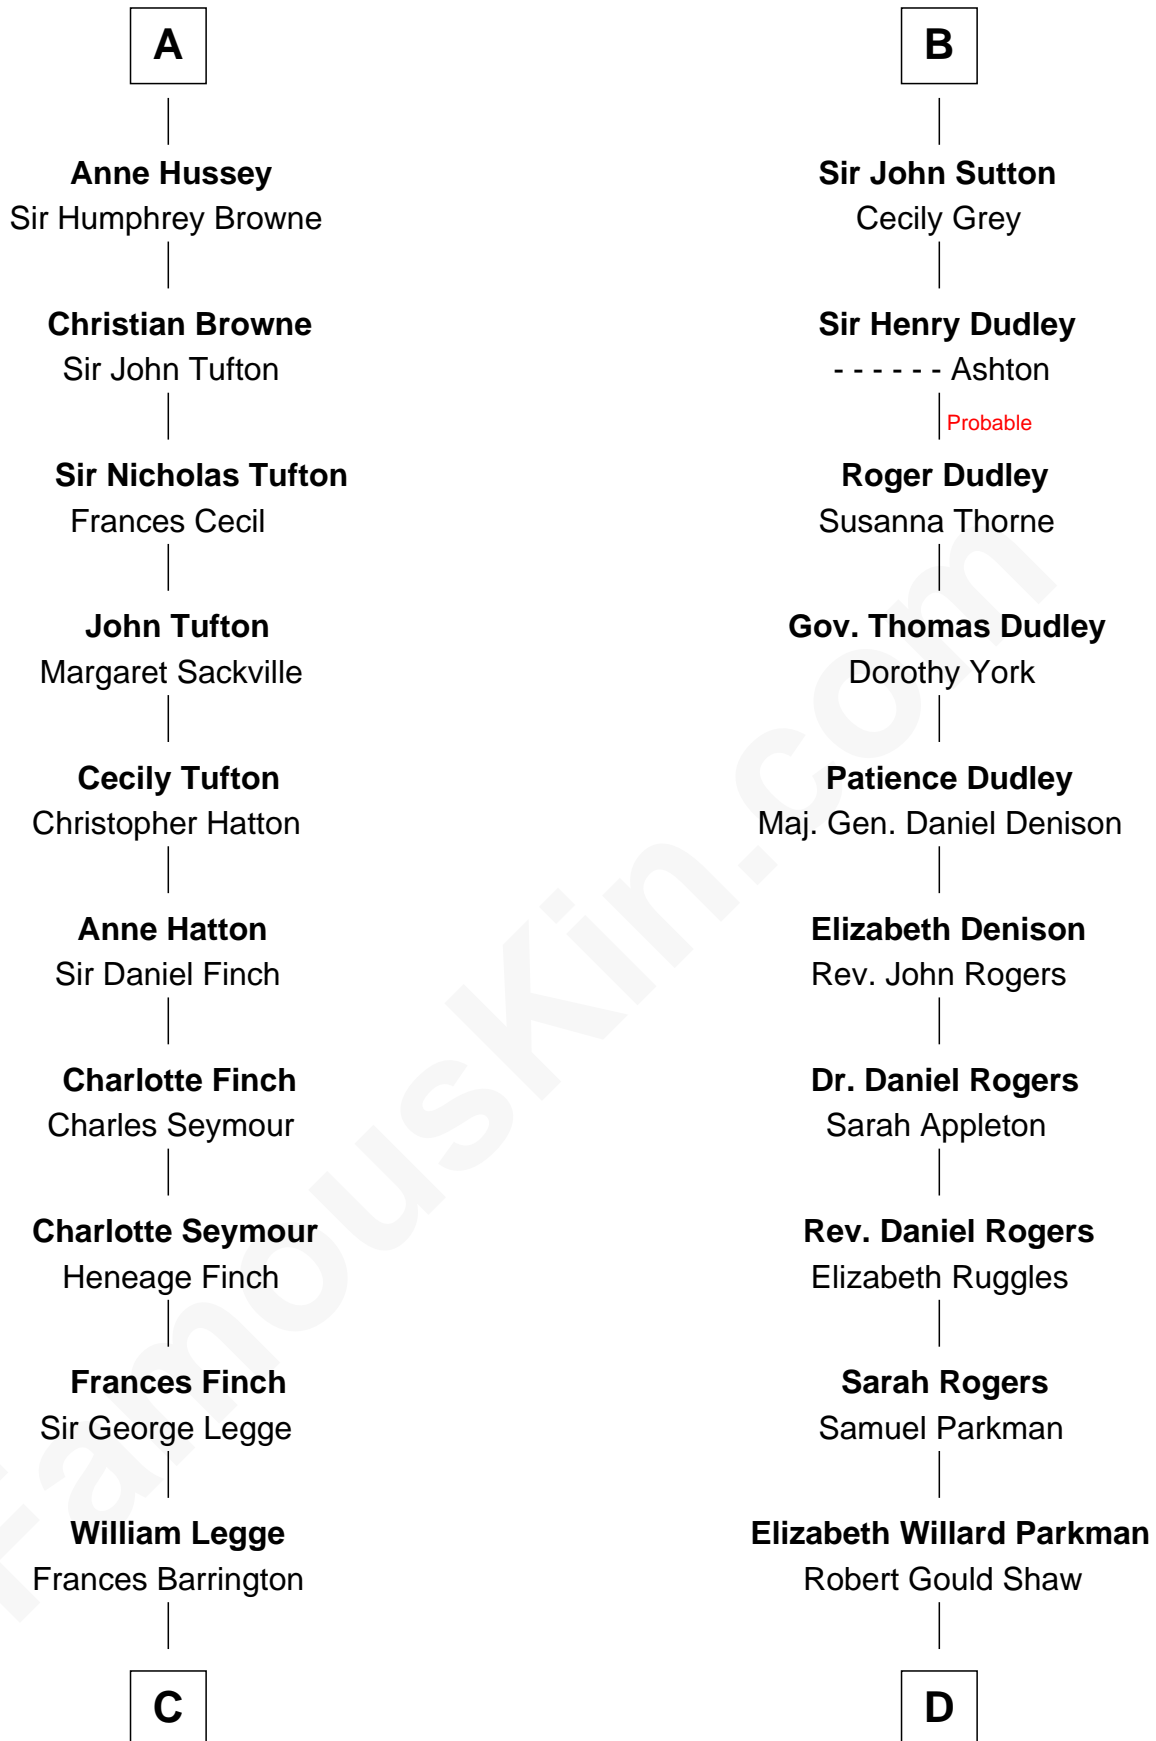 A
Anne Hussey
Sir Humphrey Browne
Christian Browne
Sir John Tufton
Sir Nicholas Tufton
Frances Cecil
John Tufton
Margaret Sackville
Cecily Tufton
Christopher Hatton
Anne Hatton
Sir Daniel Finch
Charlotte Finch
Charles Seymour
Charlotte Seymour
Heneage Finch
Frances Finch
Sir George Legge
William Legge
Frances Barrington
C
B
Sir John Sutton
Cecily Grey
Sir Henry Dudley
- - - - - - Ashton
Probable
Roger Dudley
Susanna Thorne
Gov. Thomas Dudley
Dorothy York
Patience Dudley
Maj. Gen. Daniel Denison
Elizabeth Denison
Rev. John Rogers
Dr. Daniel Rogers
Sarah Appleton
Rev. Daniel Rogers
Elizabeth Ruggles
Sarah Rogers
Samuel Parkman
Elizabeth Willard Parkman
Robert Gould Shaw
D
FamousKin.com